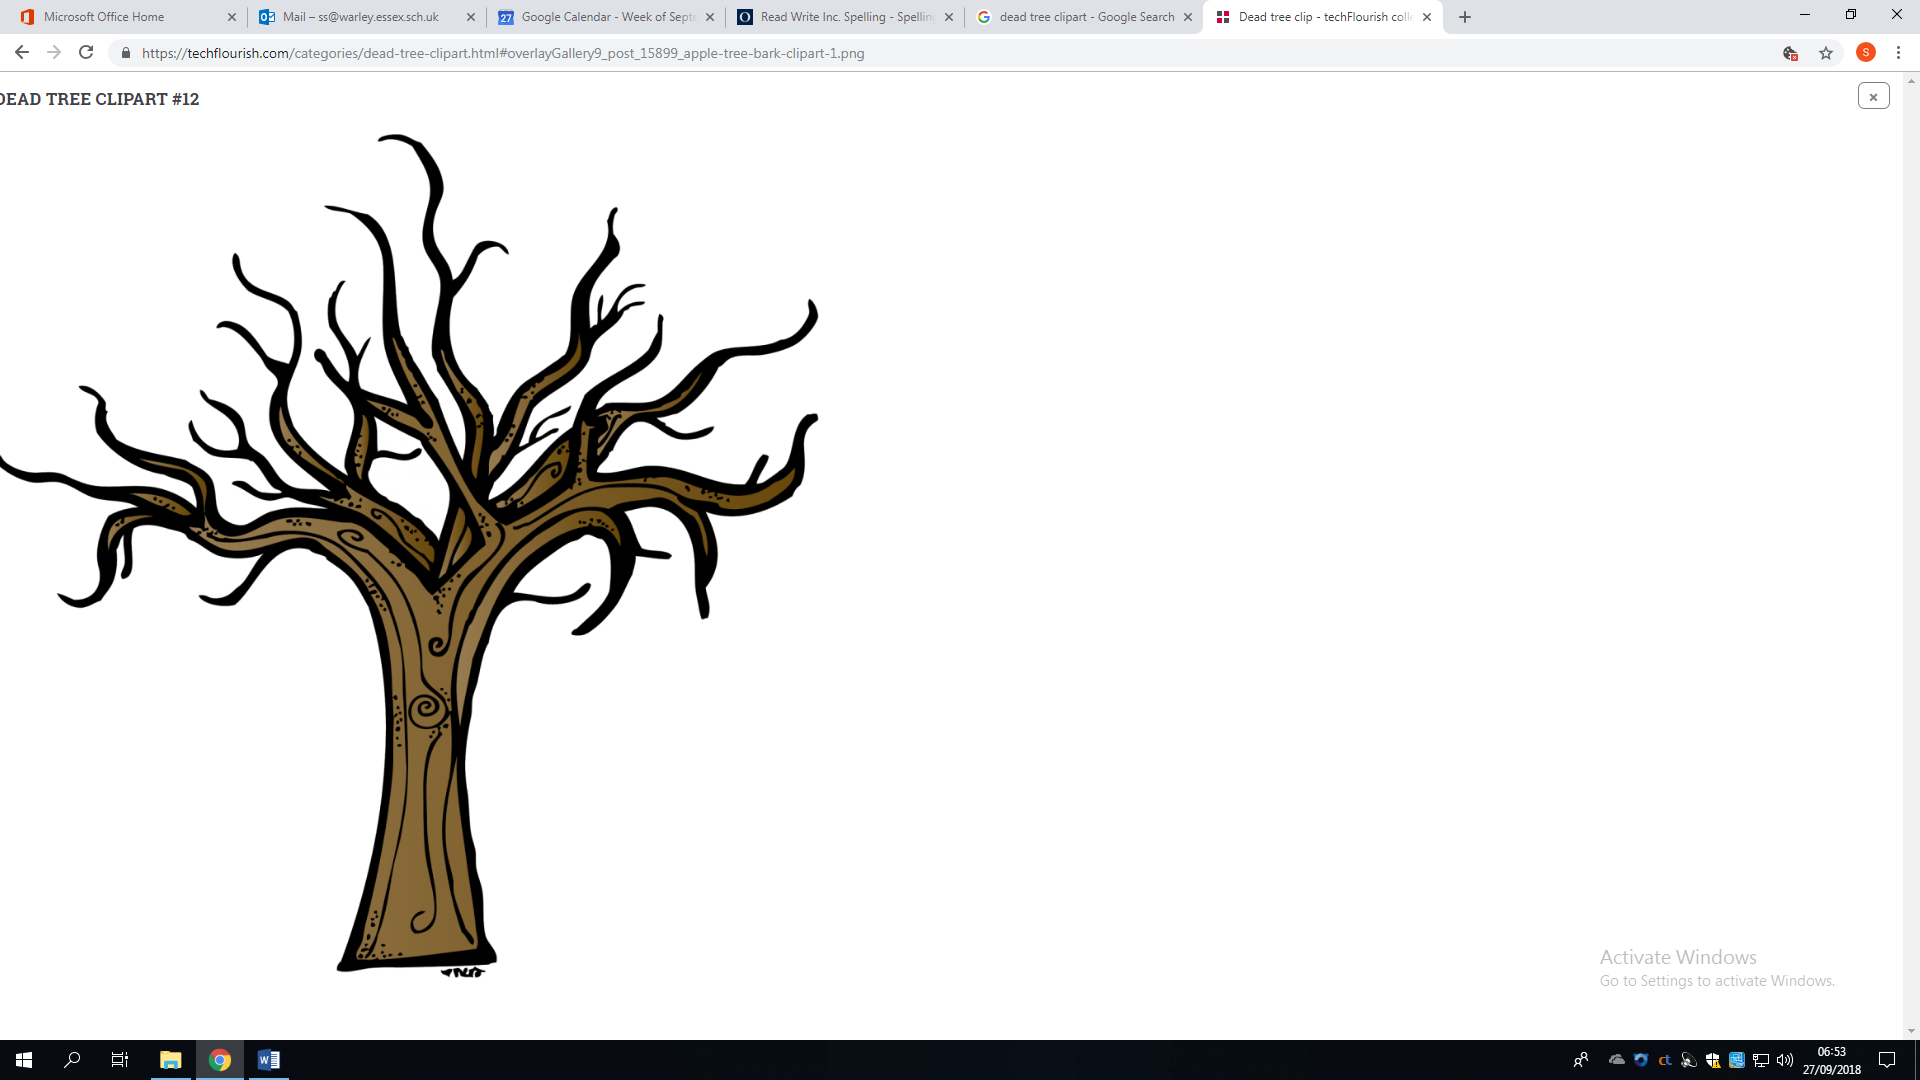 Microsoft Office Home
Mail – ss@warley.essex.sch.uk
Google Calendar - Week of Sept
Read Write Inc. Spelling - Spelling
dead tree clipart - Google Search
Dead tree clip - techFlourish colle
https://techflourish.com/categories/dead-tree-clipart.html#overlayGallery9_post_15899_apple-tree-bark-clipart-1.png
S
DEAD TREE CLIPART #12
Activate Windows
Go to Settings to activate Windows.
06:53
27/09/2018